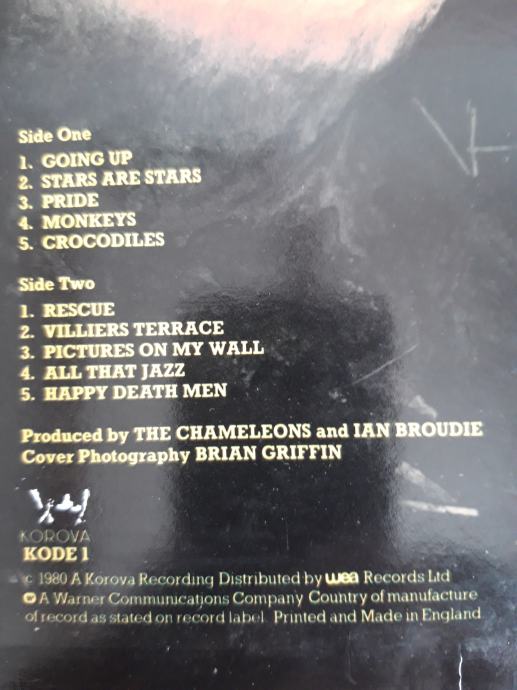 Side One
1. GOING UP
2. STARS ARE STARS
3. PRIDE
4. MONKEYS
5. CROCODILES
Side Two
1. RESCUE
2. VILLIERS TERRACE
3. PICTURES ON MY WALL
4. ALL THAT JAZZ
5. HAPPY DEATH MEN
Produced by THE CHAMELEONS and IAN BROUDIE
Cover Photography BRIAN GRIFFIN
KOROVA
KODE 1
c 1980 A Korova Recording Distributed by wea Records Ltd
A Warner Communications Company Country of manufacture
of record as stated on record label. Printed and Made in England